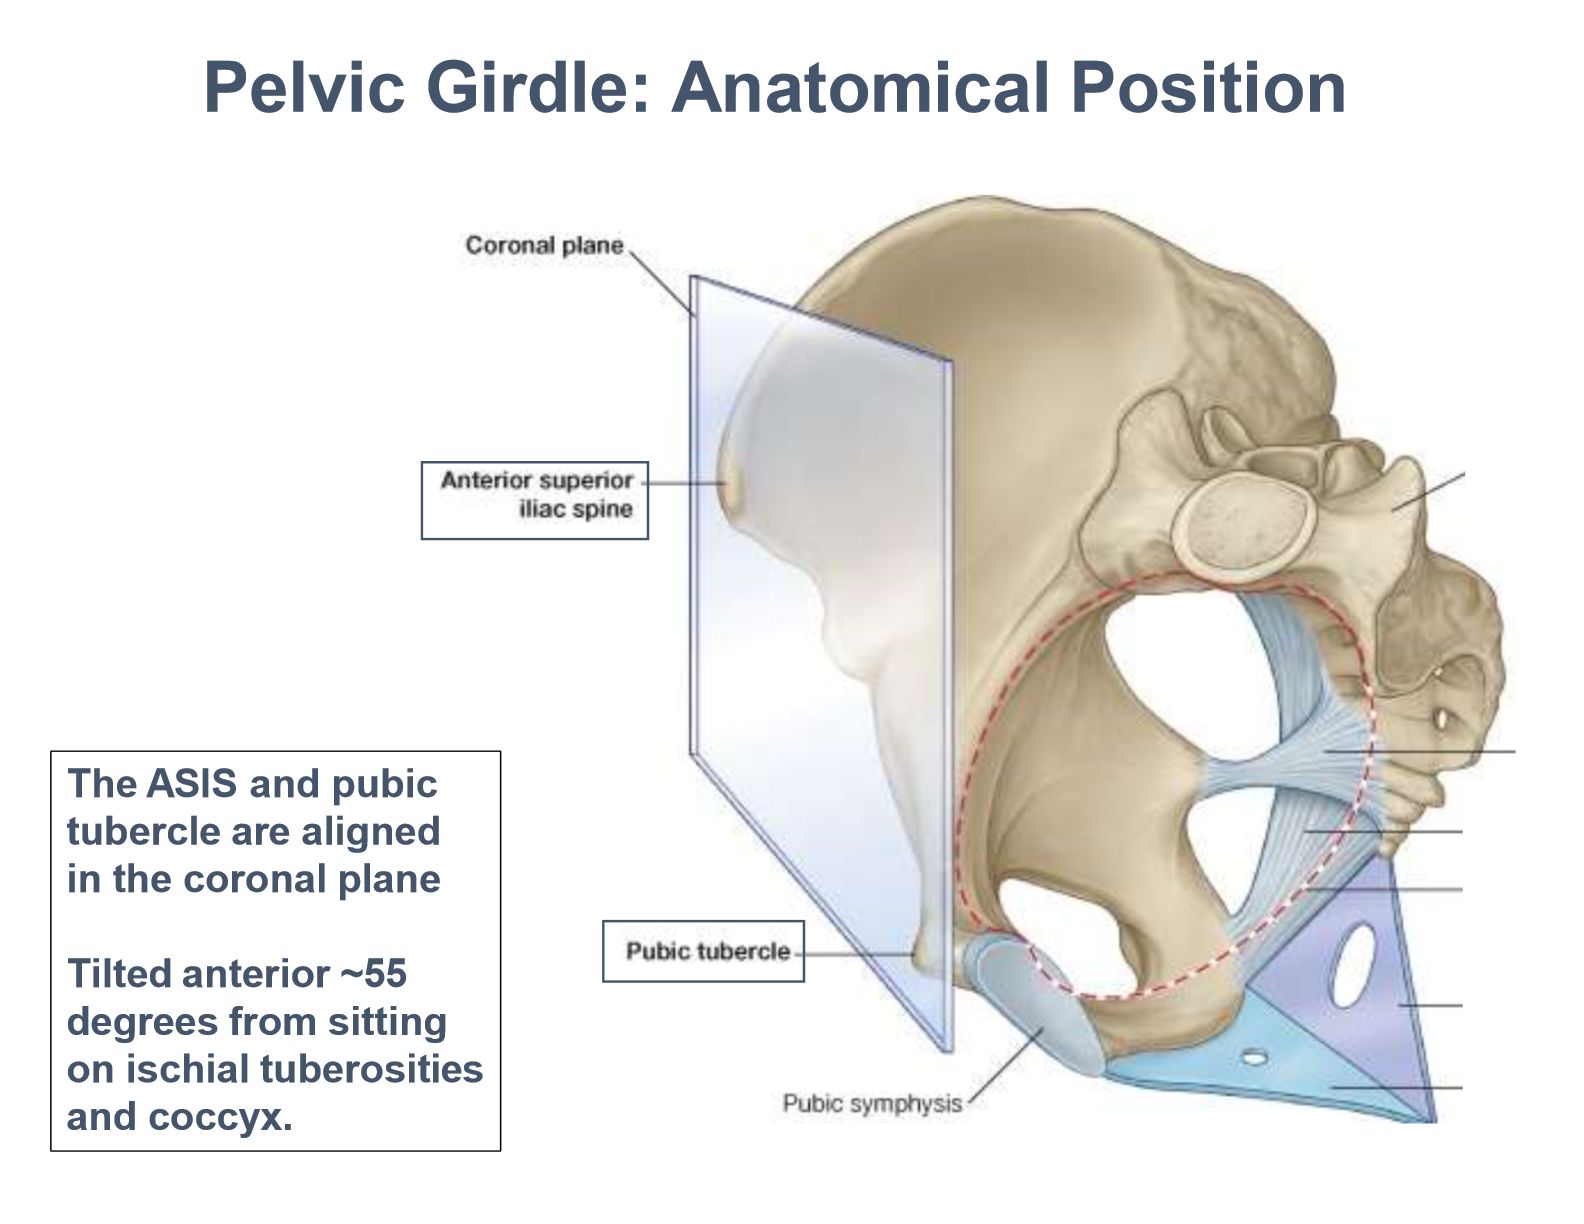 Pelvic Girdle: Anatomical Position
Coronal plane
Anterior superior
iliac spine
The ASIS and pubic
tubercle are aligned
in the coronal plane
Tilted anterior ~55
degrees from sitting
on ischial tuberosities
and coccyx.
Pubic tubercle
Pubic symphysis